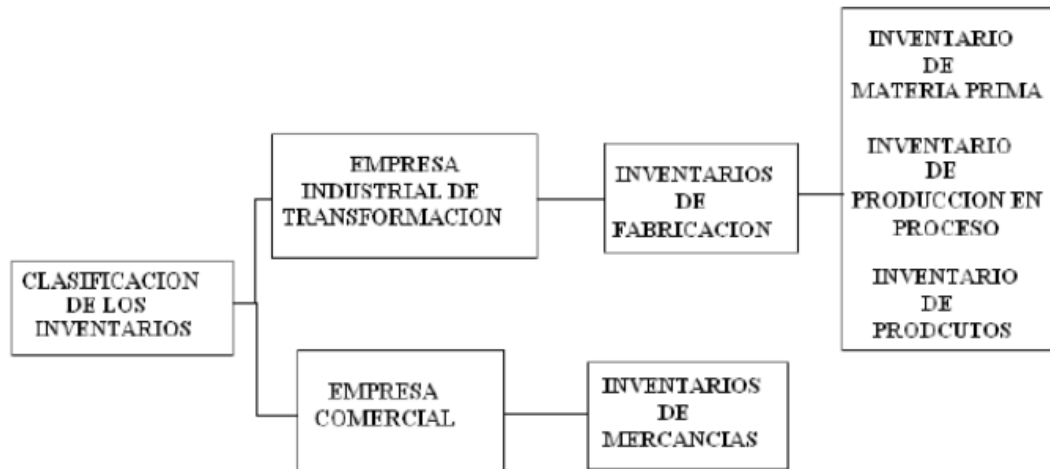 CLASIFICACION
DE LOS
INVENTARIOS
EMPRESA
INDUSTRIAL DE
TRANSFORMACION
INVENTARIOS
DE
FABRICACION
INVENTARIO
DE
MATERIA PRIMA
INVENTARIO
DE
PRODUCCION EN
PROCESO
INVENTARIO
DE
PRODCUTOS
EMPRESA
COMERCIAL
INVENTARIOS
DE
MERCANCIAS